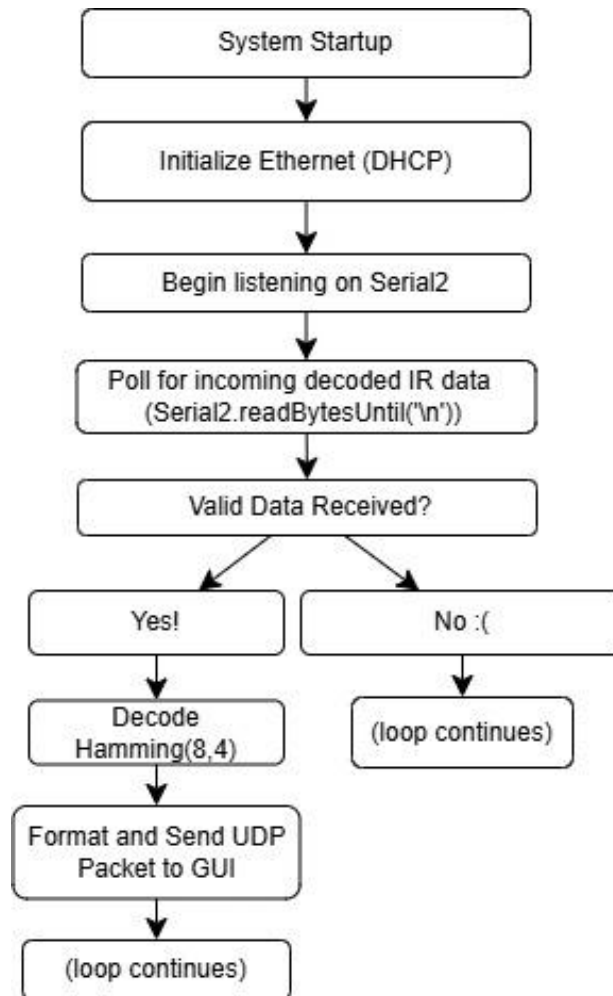 System Startup
Initialize Ethernet (DHCP)
Begin listening on Serial2
Poll for incoming decoded IR data
(Serial2.readBytesUntil('\n'))
Valid Data Received?
Yes!
No :(
Decode
Hamming(8,4)
(loop continues)
Format and Send UDP
Packet to GUI
(loop continues)